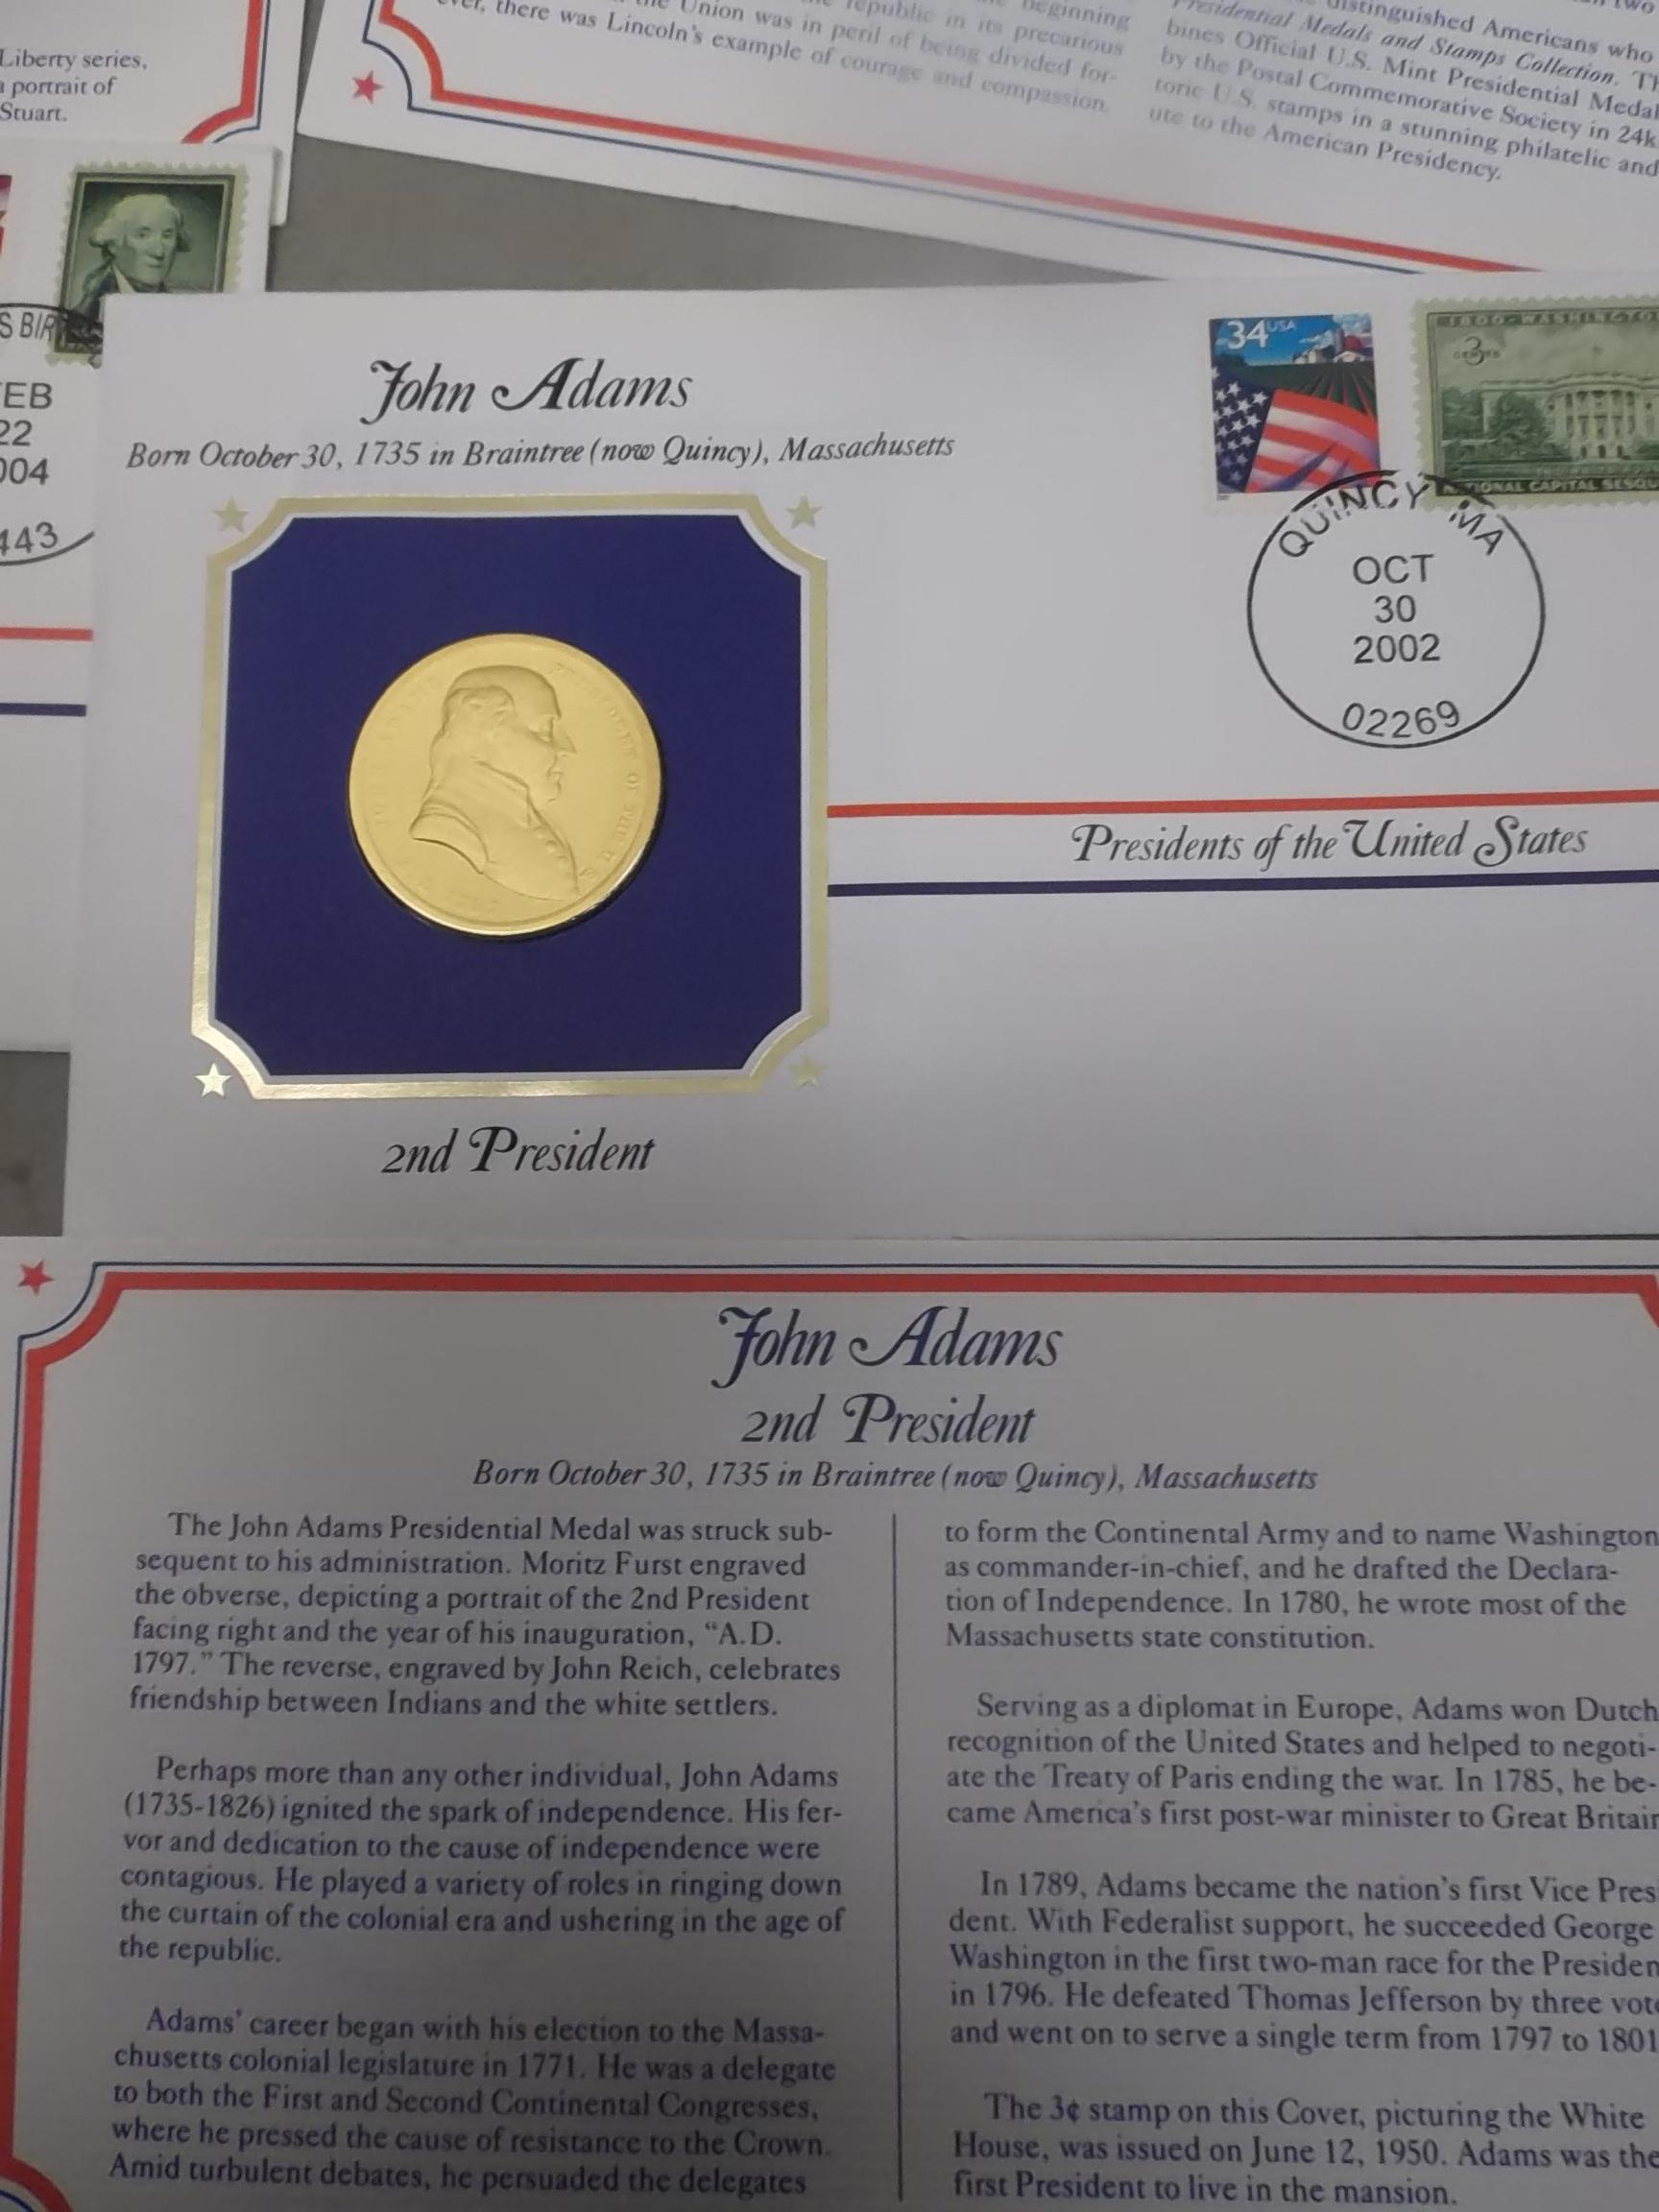 Liberty series,
a portrait of
Stuart.
beginning
republic in its precarious
Union was in peril of being divided for-
there was Lincoln's example of courage and compassion.
distinguished Americans who
Presidential Medals and Stamps Collection.
bines Official U.S. Mint Presidential Medal
by the Postal Commemorative Society in 24k
toric U.S. stamps in a stunning philatelic and
ute to the American Presidency.
S BIR
EB
22
004
443
John Adams
Born October 30, 1735 in Braintree (now Quincy), Massachusetts
34 USA
1800 · WASHINGTO
3
CENTS
NATIONAL CAPITAL SESQU
QUINCY MA
OCT
30
2002
02269
Presidents of the United States
2nd President
John Adams
2nd President
Born October 30, 1735 in Braintree (now Quincy), Massachusetts
The John Adams Presidential Medal was struck sub-
sequent to his administration. Moritz Furst engraved
the obverse, depicting a portrait of the 2nd President
facing right and the year of his inauguration, “A.D.
1797.” The reverse, engraved by John Reich, celebrates
friendship between Indians and the white settlers.
Perhaps more than any other individual, John Adams
(1735-1826) ignited the spark of independence. His fer-
vor and dedication to the cause of independence were
contagious. He played a variety of roles in ringing down
the curtain of the colonial era and ushering in the age of
the republic.
Adams’ career began with his election to the Massa-
chusetts colonial legislature in 1771. He was a delegate
to both the First and Second Continental Congresses,
where he pressed the cause of resistance to the Crown.
Amid turbulent debates, he persuaded the delegates
to form the Continental Army and to name Washington
as commander-in-chief, and he drafted the Declara-
tion of Independence. In 1780, he wrote most of the
Massachusetts state constitution.
Serving as a diplomat in Europe, Adams won Dutch
recognition of the United States and helped to negoti-
ate the Treaty of Paris ending the war. In 1785, he be-
came America’s first post-war minister to Great Britain
In 1789, Adams became the nation’s first Vice Pres
dent. With Federalist support, he succeeded George
Washington in the first two-man race for the Presiden
in 1796. He defeated Thomas Jefferson by three vote
and went on to serve a single term from 1797 to 1801
The 3¢ stamp on this Cover, picturing the White
House, was issued on June 12, 1950. Adams was the
first President to live in the mansion.